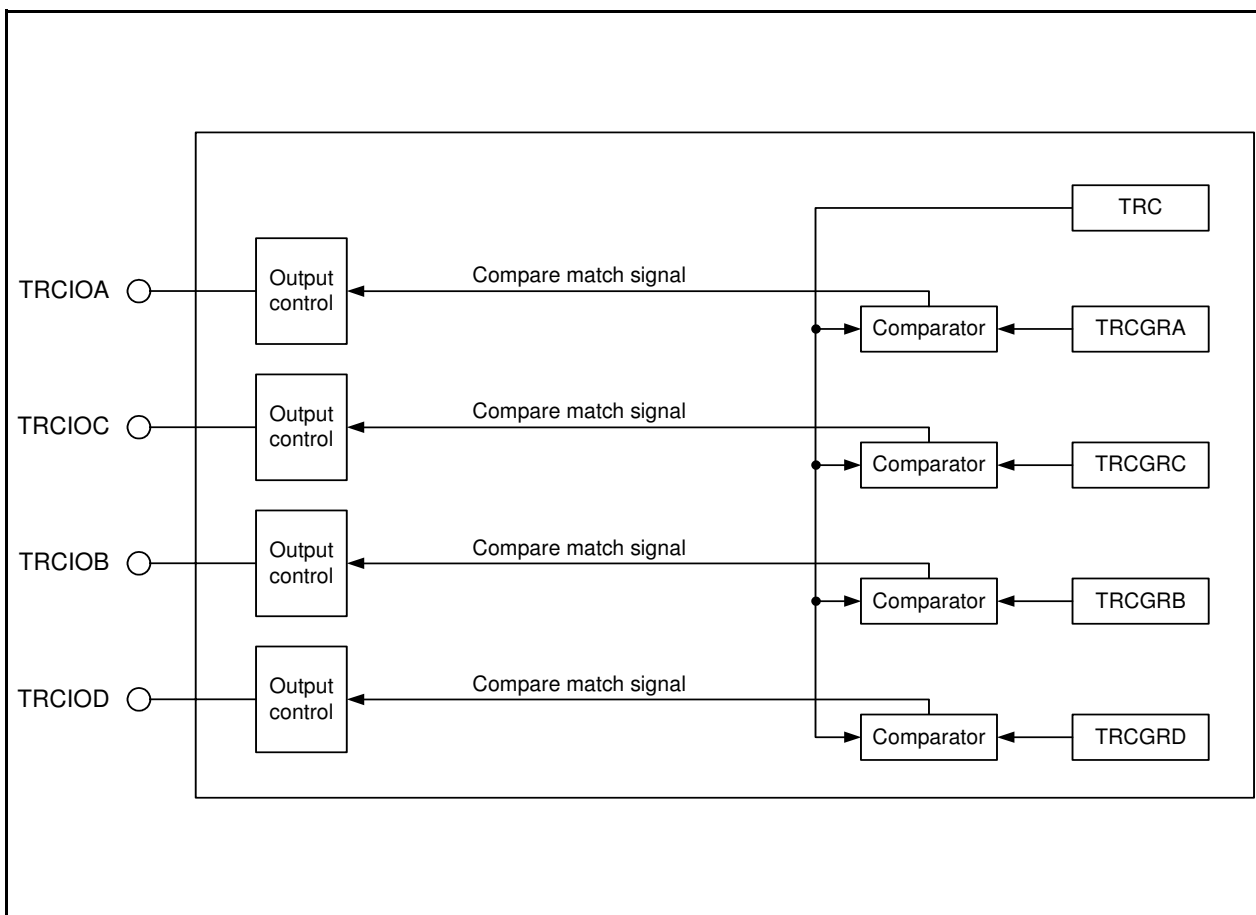 TRC
TRCIOA
Output
control
Compare match signal
Comparator
TRCGRA
TRCIOC
Output
control
Compare match signal
Comparator
TRCGRC
TRCIOB
Output
control
Compare match signal
Comparator
TRCGRB
TRCIOD
Output
control
Compare match signal
Comparator
TRCGRD